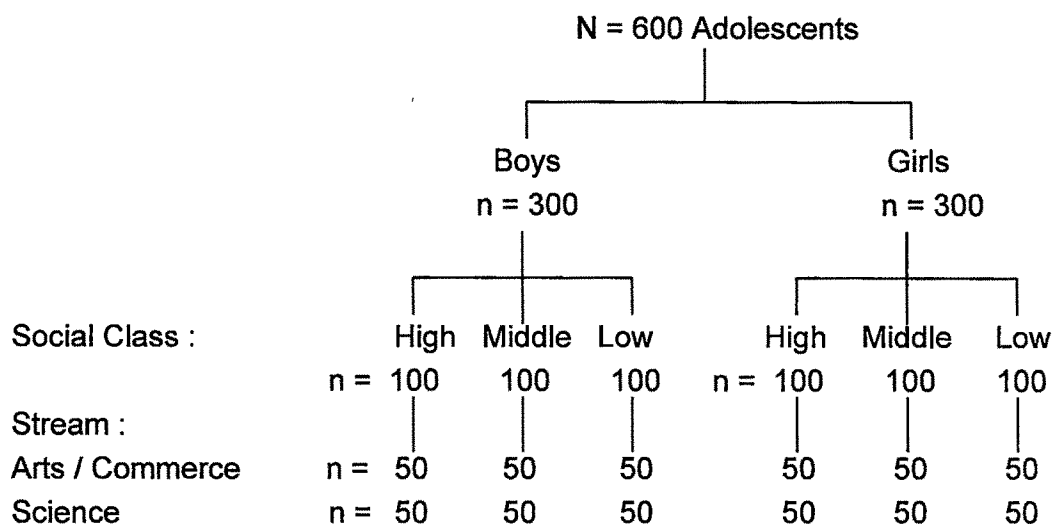 N = 600 Adolescents
Boys Girls
n = 300 n = 300
Social Class : High Middle Low High Middle Low
n = 100 100 100 n = 100 100 100
Stream :
Arts / Commerce n = 50 50 50 50 50 50
Science n = 50 50 50 50 50 50